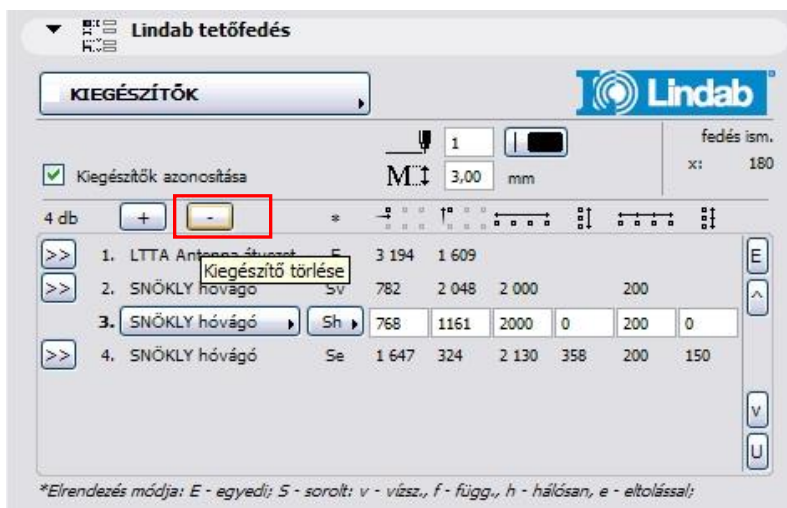 Lindab tetőfedés
KIEGÉSZÍTŐK
Lindab
1
fedés ism.
Kiegészítők azonosítása
M
3,00
mm
x:
180
4 db
+
-
*
>> 1. LTTA Antenna átvezet E 3 194 1 609
E
Kiegészítő törlése
>> 2. SNÖKLY hóvágó Sv 782 2 048 2 000 200
^
3. SNÖKLY hóvágó Sh 768 1161 2000 0 200 0
>> 4. SNÖKLY hóvágó Se 1 647 324 2 130 358 200 150
v
U
*Elrendezés módja: E - egyedi; S - sorolt: v - vízsz., f - függ., h - hálósan, e - eltolással;